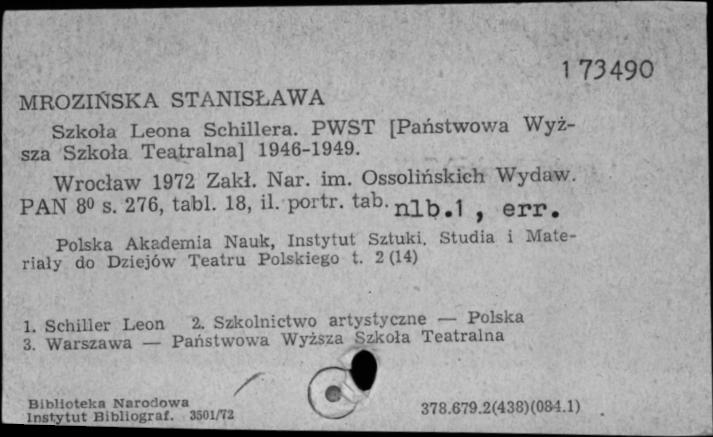 173490
MROZIŃSKA STANISŁAWA
Szkoła Leona Schillera. PWST [Państwowa Wyż-
sza Szkoła Teatralna] 1946-1949.
Wrocław 1972 Zakł. Nar. im. Ossolińskich Wydaw.
PAN 8⁰ s. 276, tabl. 18, il. portr. tab. nlb.1, err.
Polska Akademia Nauk, Instytut Sztuki. Studia i Mate-
riały do Dziejów Teatru Polskiego t. 2 (14)
1. Schiller Leon 2. Szkolnictwo artystyczne — Polska
3. Warszawa — Państwowa Wyższa Szkoła Teatralna
Biblioteka Narodowa
Instytut Bibliograf. 3501/72
378.679.2(438)(084.1)